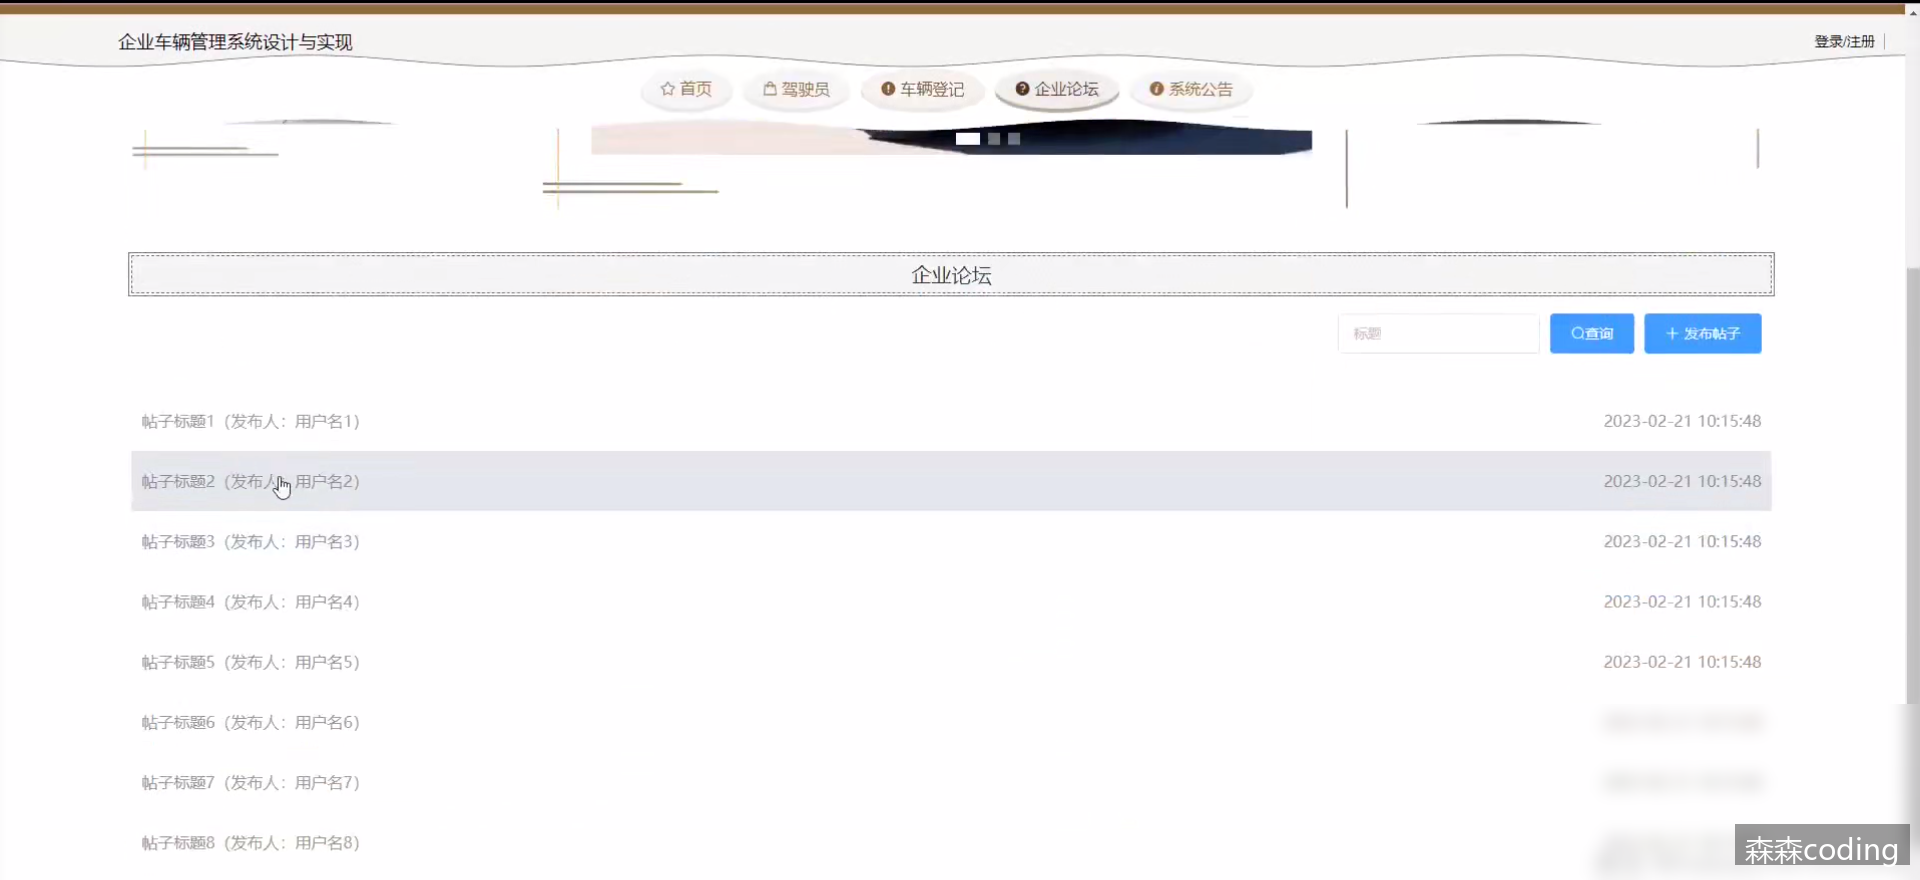 企业车辆管理系统设计与实现
登录/注册
首页
驾驶员
车辆登记
企业论坛
系统公告
企业论坛
标题
查询
发布帖子
帖子标题1（发布人：用户名1）
2023-02-21 10:15:48
帖子标题2（发布人 用户名2）
2023-02-21 10:15:48
帖子标题3（发布人：用户名3）
2023-02-21 10:15:48
帖子标题4（发布人：用户名4）
2023-02-21 10:15:48
帖子标题5（发布人：用户名5）
2023-02-21 10:15:48
帖子标题6（发布人：用户名6）
帖子标题7（发布人：用户名7）
帖子标题8（发布人：用户名8）
森森coding